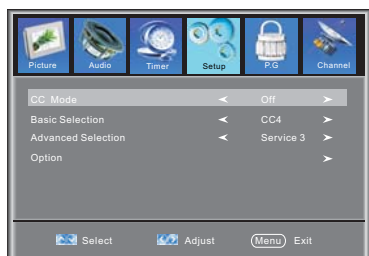 Picture Audio Timer Setup P.G Channel
CC Mode Off
Basic Selection CC4
Advanced Selection Service 3
Option
Select Adjust Menu Exit